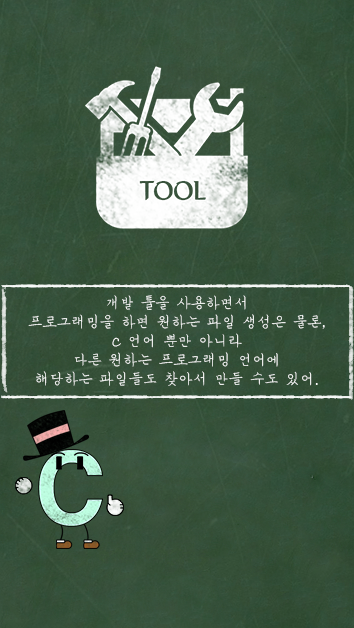 TOOL
개발 툴을 사용하면서
프로그래밍을 하면 원하는 파일 생성은 물론,
C 언어 뿐만 아니라
다른 원하는 프로그래밍 언어에
해당하는 파일들도 찾아서 만들 수도 있어.
C